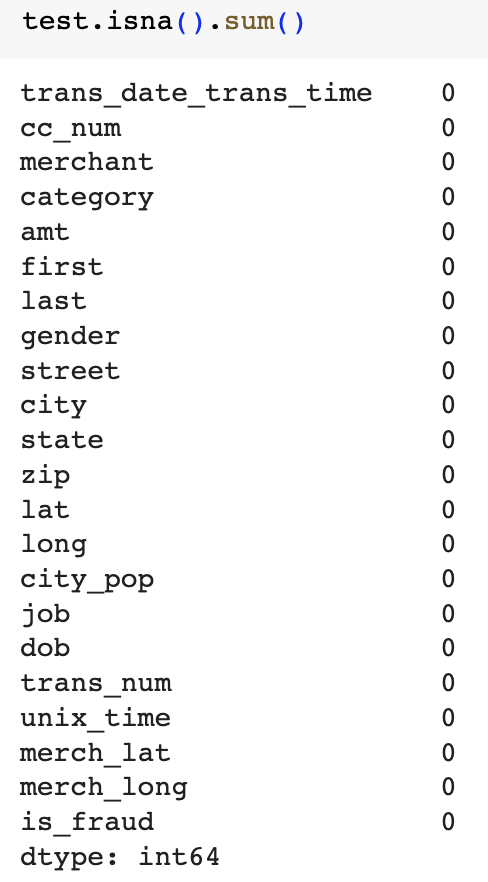 test.isna().sum()
trans_date_trans_time 0
cc_num 0
merchant 0
category 0
amt 0
first 0
last 0
gender 0
street 0
city 0
state 0
zip 0
lat 0
long 0
city_pop 0
job 0
dob 0
trans_num 0
unix_time 0
merch_lat 0
merch_long 0
is_fraud 0
dtype: int64